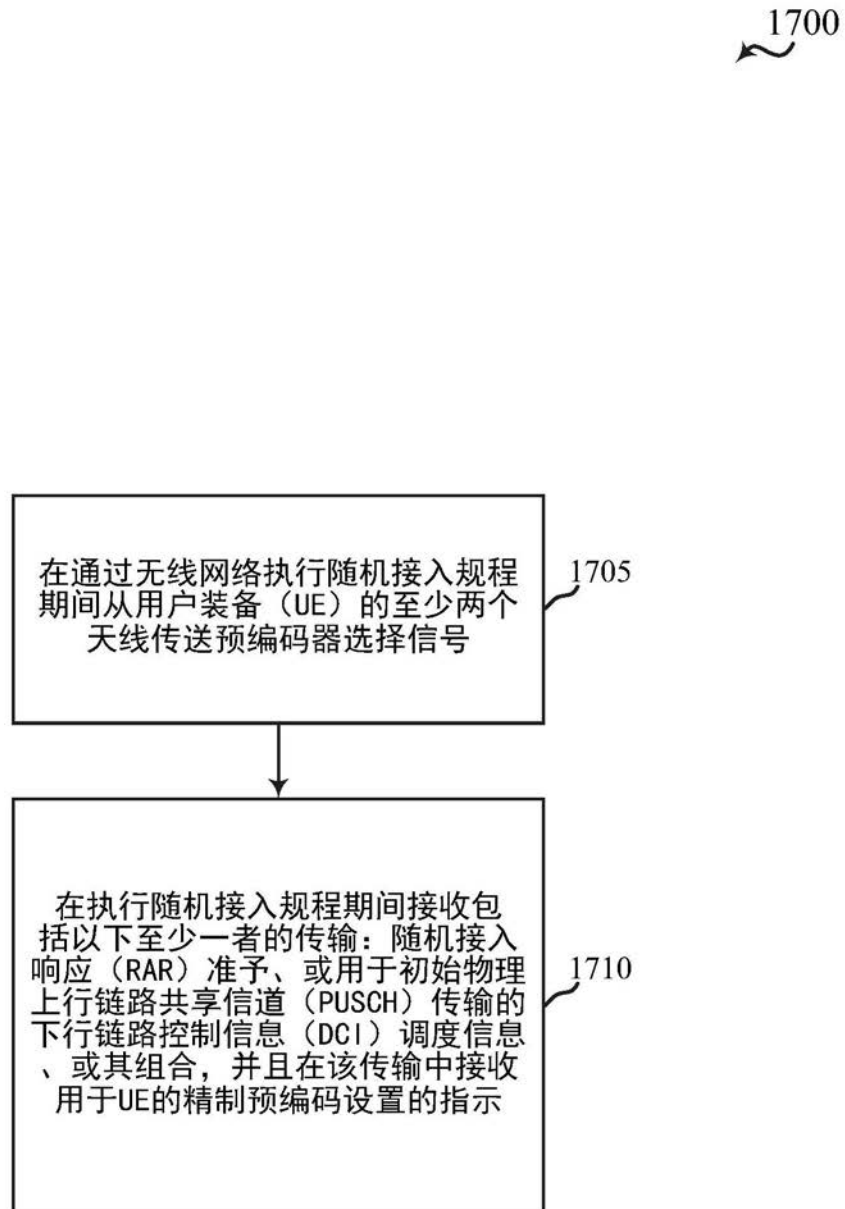 1700
在通过无线网络执行随机接入规程
期间从用户装备（UE）的至少两个
天线传送预编码器选择信号
1705
在执行随机接入规程期间接收包
括以下至少一者的传输：随机接入
响应（RAR）准予、或用于初始物理
上行链路共享信道（PUSCH）传输的
下行链路控制信息（DCI）调度信息
、或其组合，并且在该传输中接收
用于UE的精制预编码设置的指示
1710